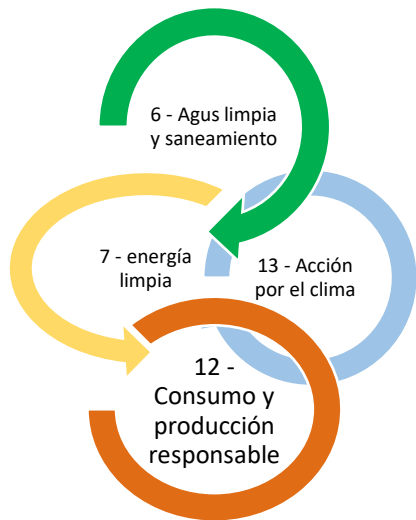 6 - Agus limpia
y saneamiento
7 - energía
limpia
13 - Acción
por el clima
12 -
Consumo y
producción
responsable